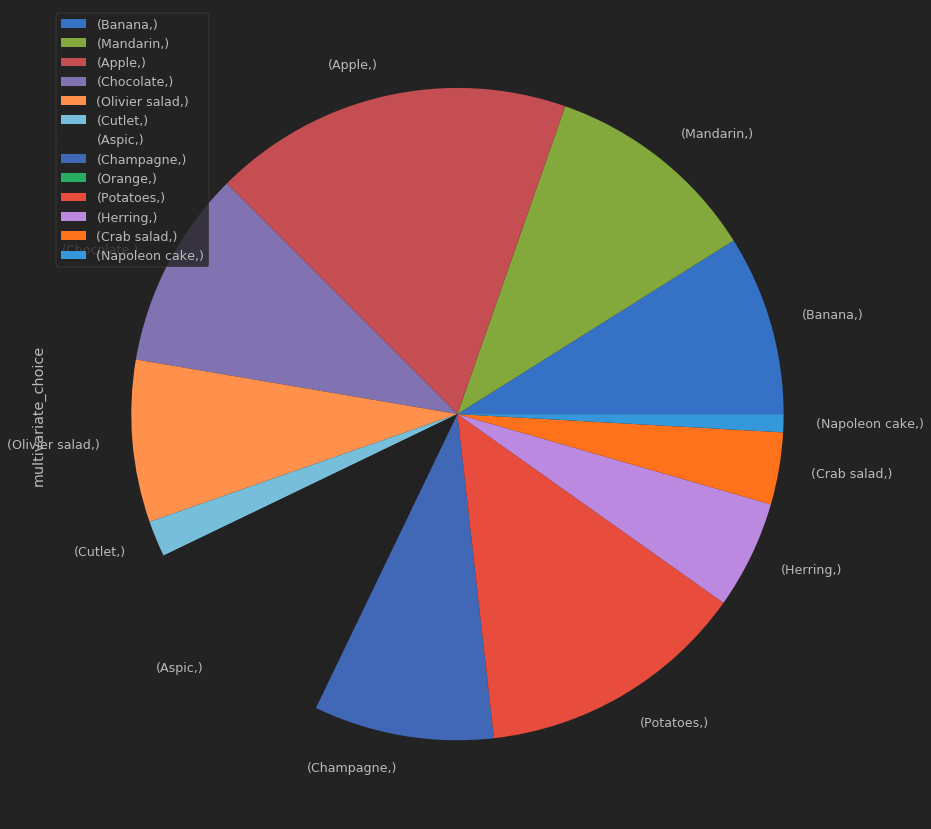 (Banana,)
(Mandarin,)
(Apple,)
(Chocolate,)
(Olivier salad,)
(Cutlet,)
(Aspic,)
(Champagne,)
(Orange,)
(Potatoes,)
(Herring,)
(Crab salad,)
(Napoleon cake,)
(Apple,)
(Mandarin,)
(Chocolate,)
(Banana,)
multivariate_choice
(Napoleon cake,)
(Olivier salad,)
(Crab salad,)
(Cutlet,)
(Herring,)
(Aspic,)
(Potatoes,)
(Champagne,)